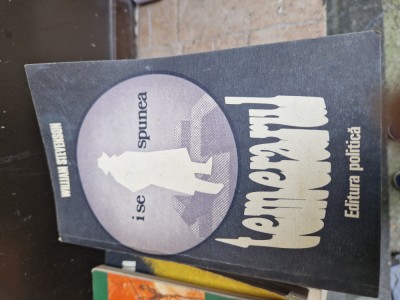 WILLIAM STEVENSON
i se spunea
temerarul
Editura politică